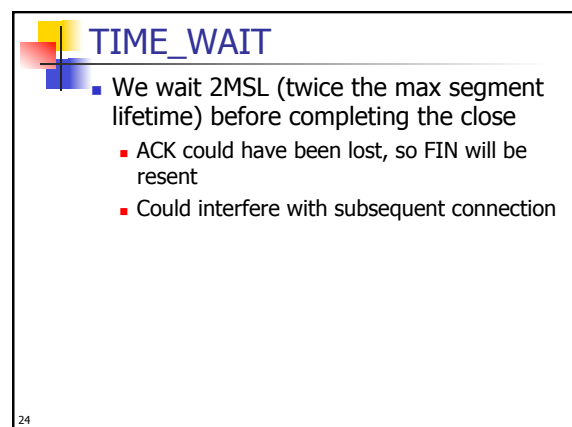 TIME_WAIT
We wait 2MSL (twice the max segment
lifetime) before completing the close
ACK could have been lost, so FIN will be
resent
Could interfere with subsequent connection
24